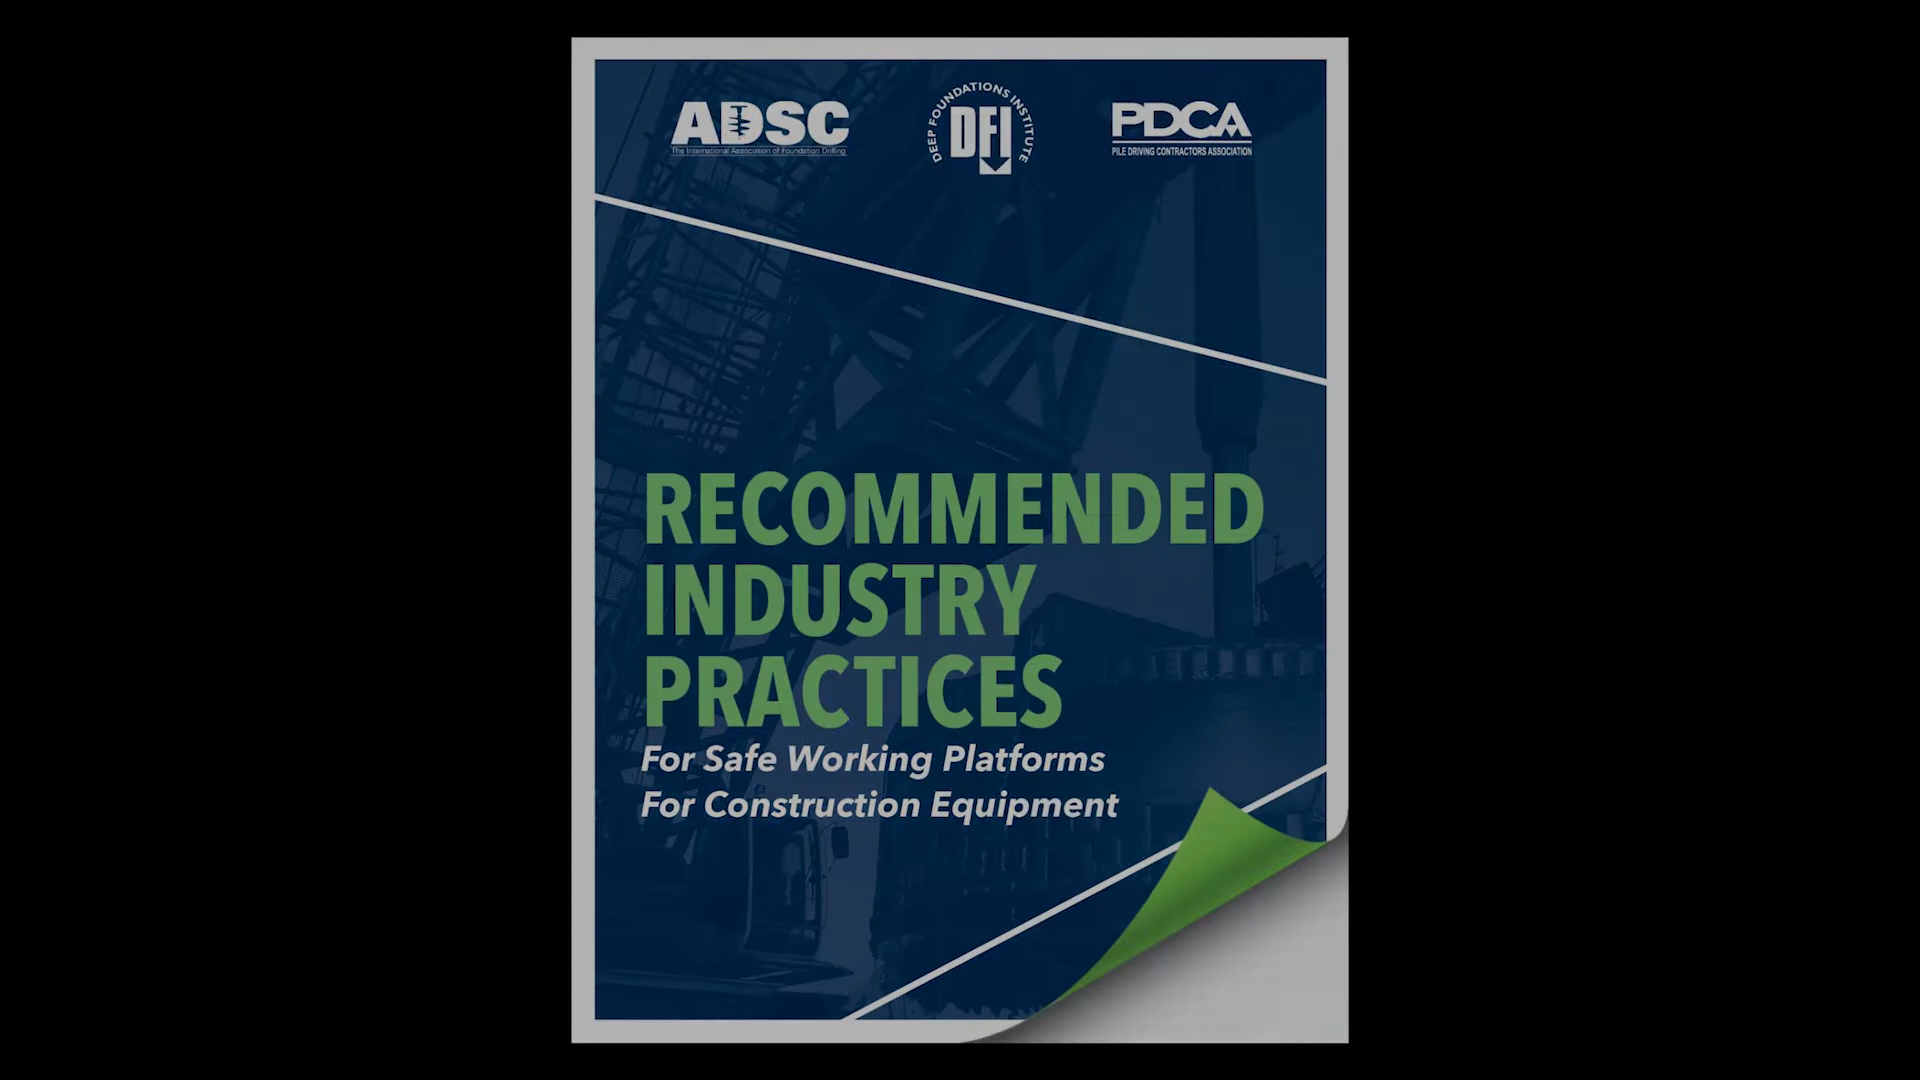 ADSC
The International Association of Foundation Drilling
DEEP FOUNDATIONS INSTITUTE
DFI
PDCA
PILE DRIVING CONTRACTORS ASSOCIATION
RECOMMENDED
INDUSTRY
PRACTICES
For Safe Working Platforms
For Construction Equipment